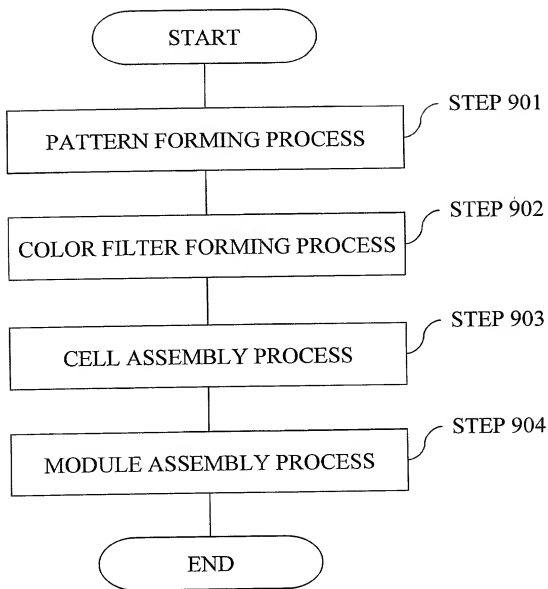 START
STEP 901
PATTERN FORMING PROCESS
STEP 902
COLOR FILTER FORMING PROCESS
STEP 903
CELL ASSEMBLY PROCESS
STEP 904
MODULE ASSEMBLY PROCESS
END